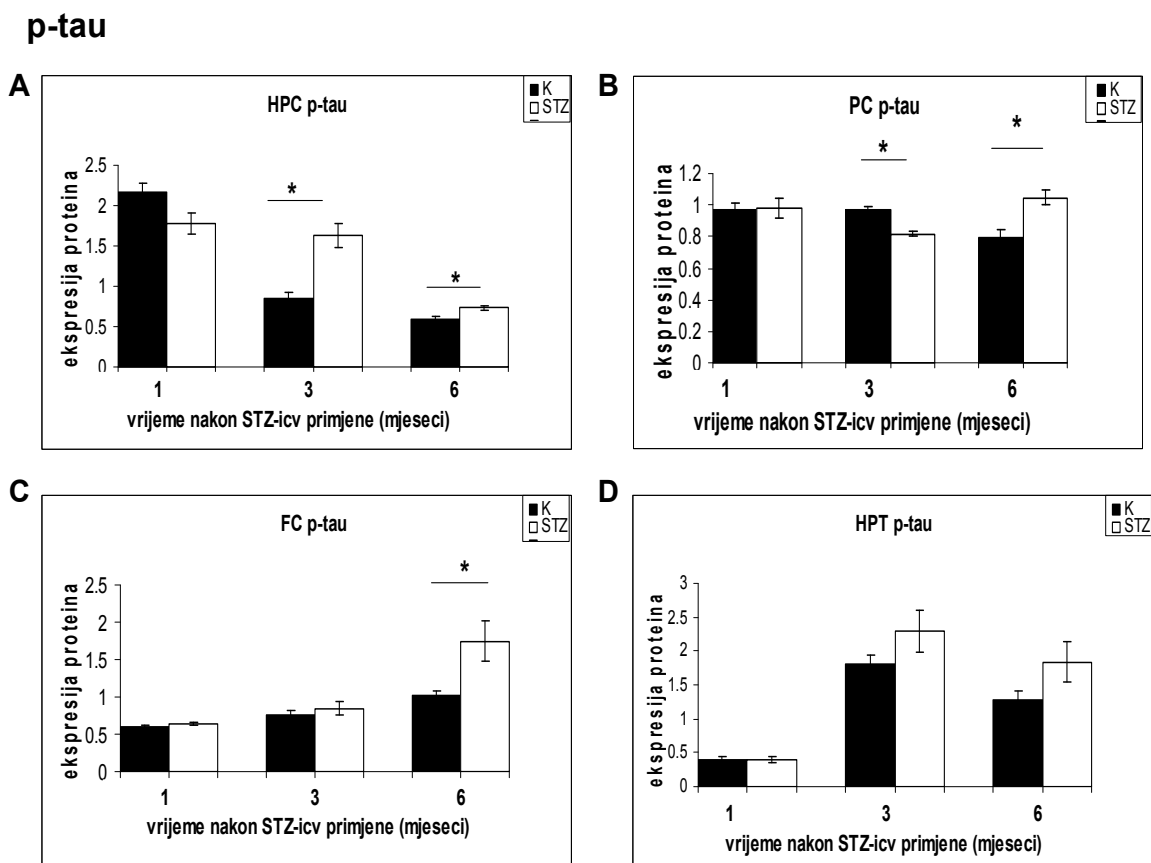 p-tau
A
HPC p-tau
K
STZ
ekspresija proteina
2.5
2
1.5
1
0.5
0
*
*
1 3 6
vrijeme nakon STZ-icv primjene (mjeseci)
B
PC p-tau
K
STZ
ekspresija proteina
1.2
1
0.8
0.6
0.4
0.2
0
*
*
1 3 6
vrijeme nakon STZ-icv primjene (mjeseci)
C
FC p-tau
K
STZ
ekspresija proteina
2.5
2
1.5
1
0.5
0
*
1 3 6
vrijeme nakon STZ-icv primjene (mjeseci)
D
HPT p-tau
K
STZ
ekspresija proteina
3
2.5
2
1.5
1
0.5
0
1 3 6
vrijeme nakon STZ-icv primjene (mjeseci)